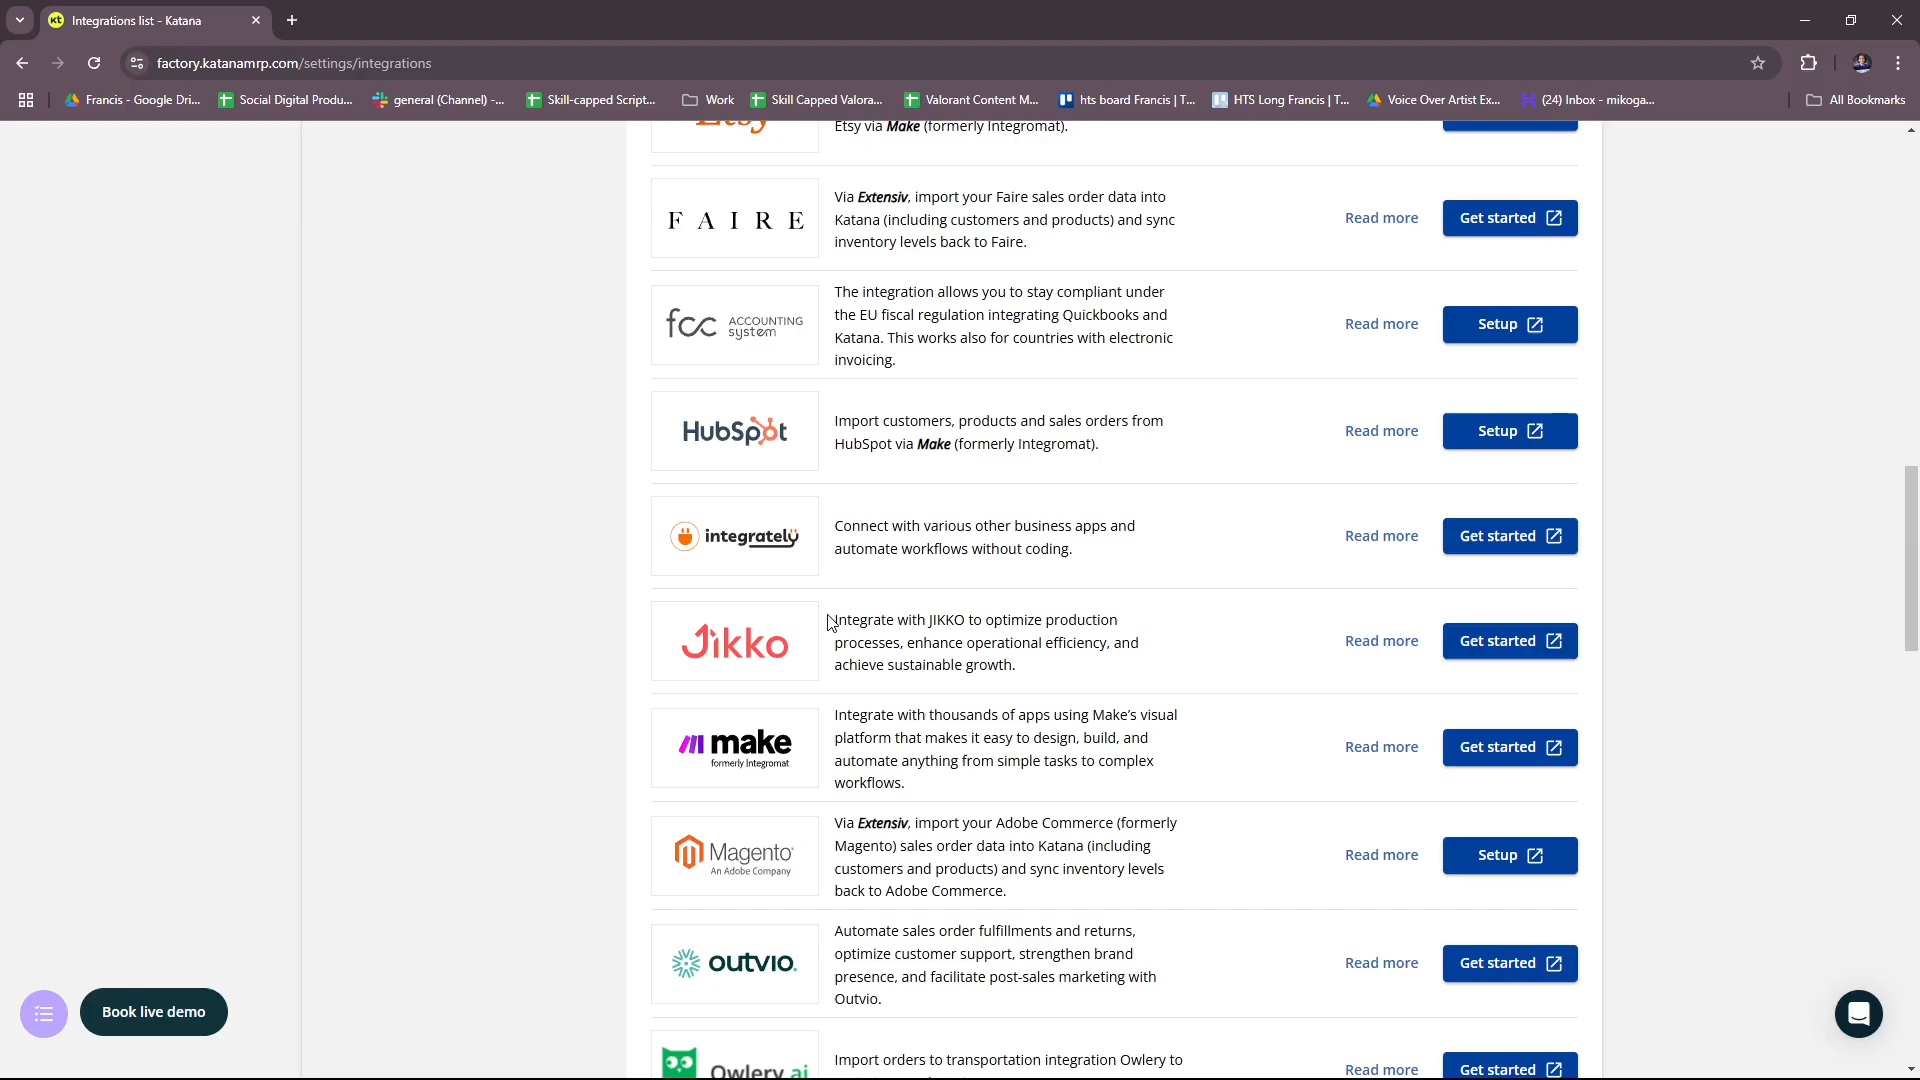 Integrations list - Katana
factory.katanamrp.com/settings/integrations
Francis - Google Dri...
Social Digital Produ...
general (Channel) -...
Skill-capped Script...
Work
Skill Capped Valora...
Valorant Content M...
hts board Francis | T...
HTS Long Francis | T...
Voice Over Artist Ex...
(24) Inbox - mikoga...
All Bookmarks
Etsy
Etsy via Make (formerly Integromat).
FAIRE
Via Extensiv, import your Faire sales order data into
Katana (including customers and products) and sync
inventory levels back to Faire.
Read more
Get started
fcc ACCOUNTING
system
The integration allows you to stay compliant under
the EU fiscal regulation integrating Quickbooks and
Katana. This works also for countries with electronic
invoicing.
Read more
Setup
HubSpot
Import customers, products and sales orders from
HubSpot via Make (formerly Integromat).
Read more
Setup
integrately
Connect with various other business apps and
automate workflows without coding.
Read more
Get started
Jikko
Integrate with JIKKO to optimize production
processes, enhance operational efficiency, and
achieve sustainable growth.
Read more
Get started
make
formerly Integromat
Integrate with thousands of apps using Make's visual
platform that makes it easy to design, build, and
automate anything from simple tasks to complex
workflows.
Read more
Get started
Magento
An Adobe Company
Via Extensiv, import your Adobe Commerce (formerly
Magento) sales order data into Katana (including
customers and products) and sync inventory levels
back to Adobe Commerce.
Read more
Setup
outvio.
Automate sales order fulfillments and returns,
optimize customer support, strengthen brand
presence, and facilitate post-sales marketing with
Outvio.
Read more
Get started
Owlery ai
Import orders to transportation integration Owlery to
Read more
Get started
Book live demo